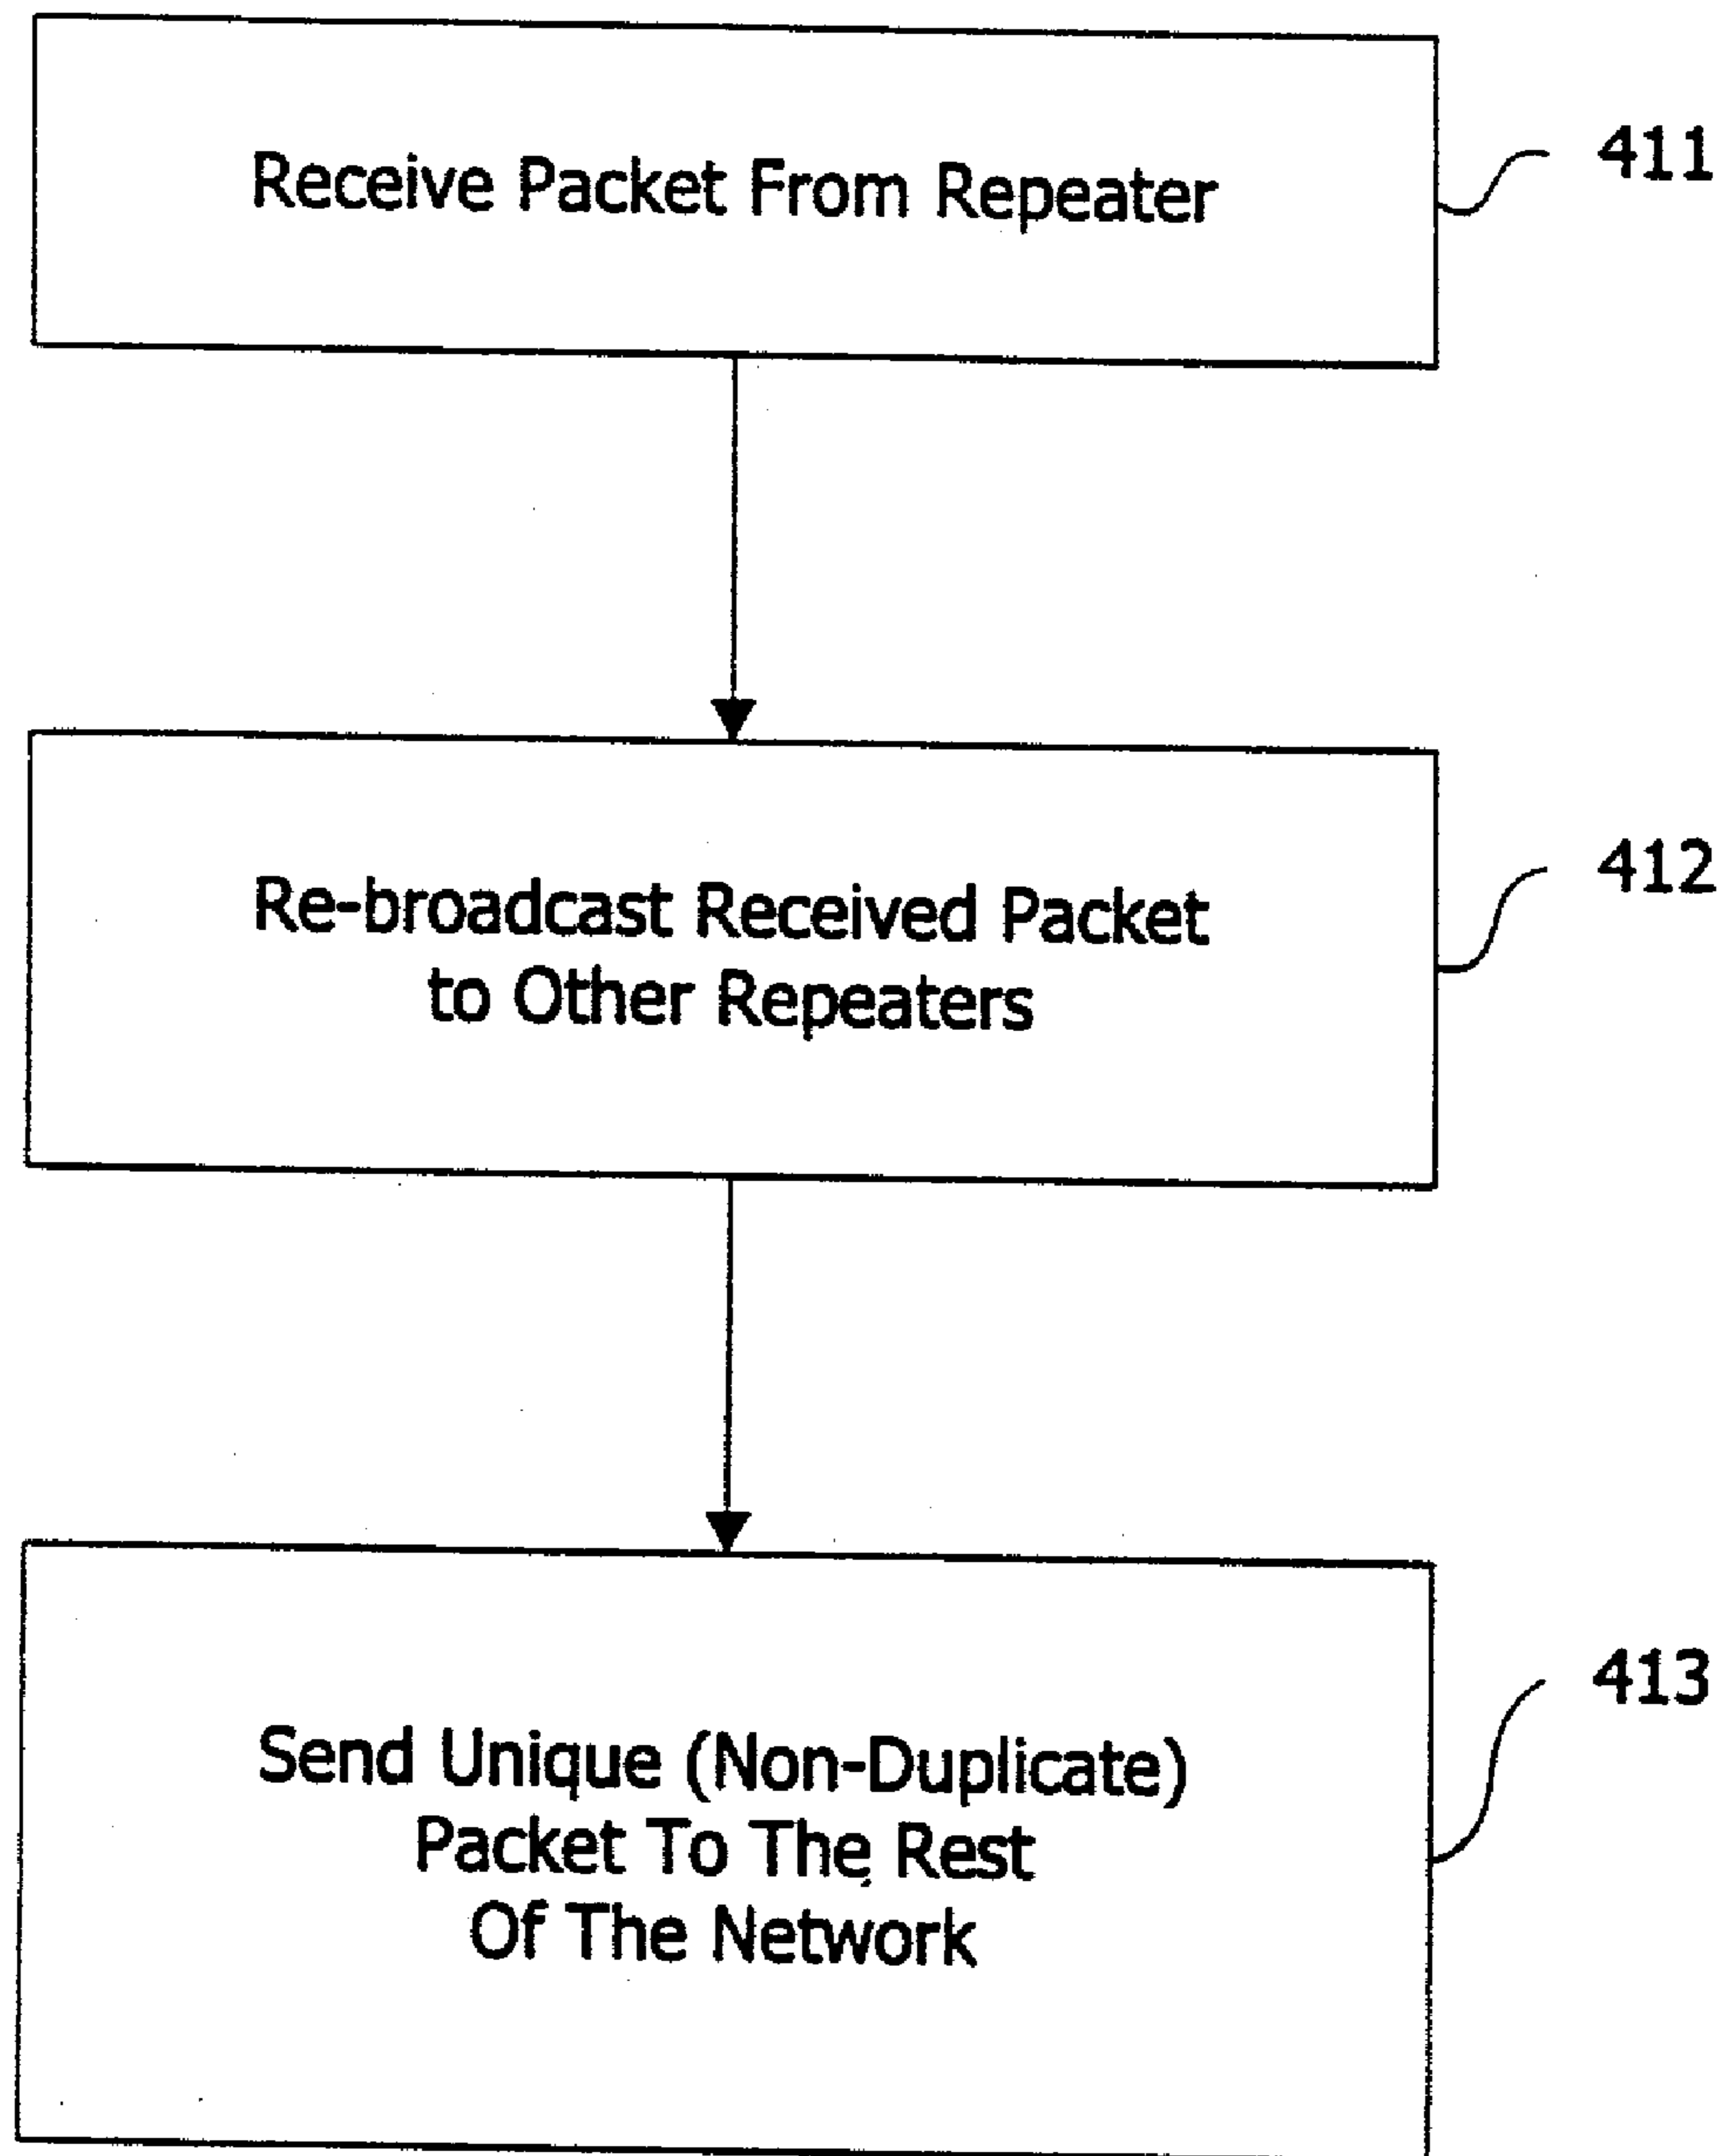 Receive Packet From Repeater
411
Re-broadcast Received Packet
to Other Repeaters
412
Send Unique (Non-Duplicate)
Packet To The Rest
Of The Network
413